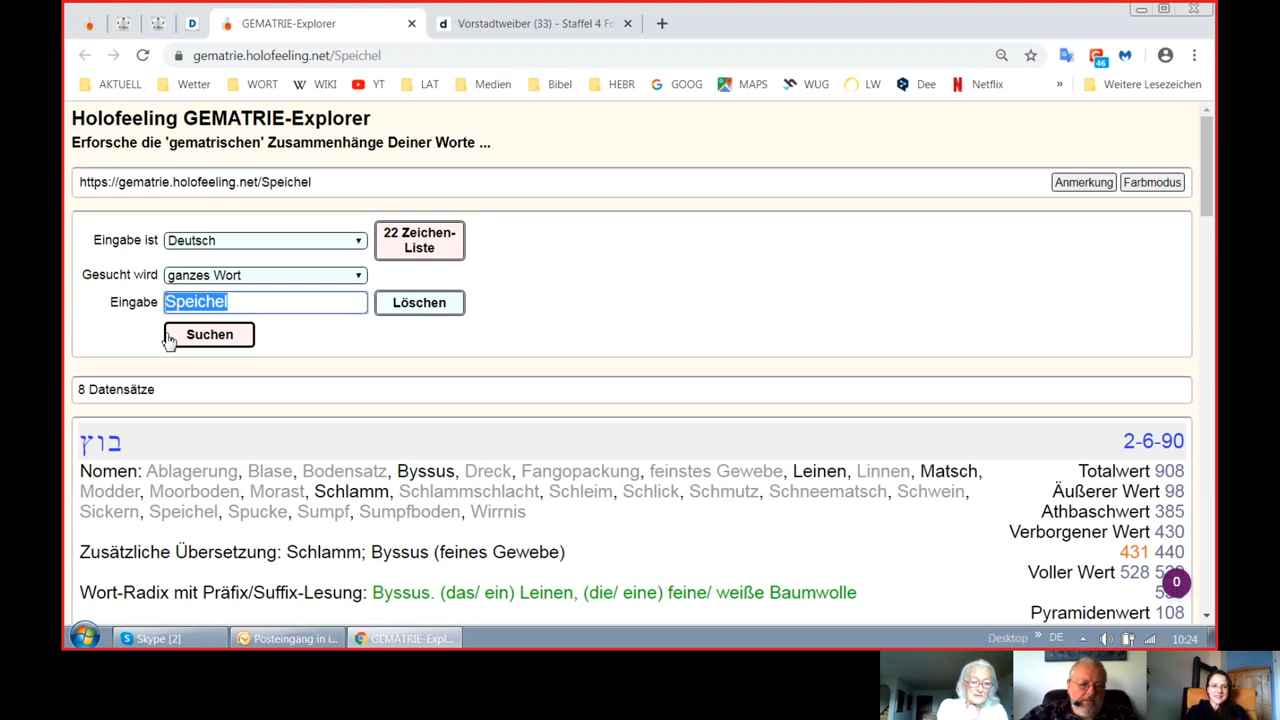 GEMATRIE-Explorer
Vorstadtweiber (33) - Staffel 4 Fo
gematrie.holofeeling.net/Speichel
46
AKTUELL Wetter WORT WIKI YT LAT Medien Bibel HEBR GOOG MAPS WUG LW Dee Netflix » Weitere Lesezeichen
Holofeeling GEMATRIE-Explorer
Erforsche die 'gematrischen' Zusammenhänge Deiner Worte ...
https://gematrie.holofeeling.net/Speichel Anmerkung Farbmodus
Eingabe ist Deutsch 22 Zeichen-
Liste
Gesucht wird ganzes Wort
Eingabe Speichel Löschen
Suchen
8 Datensätze
בוץ 2-6-90
Nomen: Ablagerung, Blase, Bodensatz, Byssus, Dreck, Fangopackung, feinstes Gewebe, Leinen, Linnen, Matsch, Totalwert 908
Modder, Moorboden, Morast, Schlamm, Schlammschlacht, Schleim, Schlick, Schmutz, Schneematsch, Schwein, Äußerer Wert 98
Sickern, Speichel, Spucke, Sumpf, Sumpfboden, Wirrnis Athbaschwert 385
Verborgener Wert 430
Zusätzliche Übersetzung: Schlamm; Byssus (feines Gewebe) 431 440
Voller Wert 528
Wort-Radix mit Präfix/Suffix-Lesung: Byssus. (das/ ein) Leinen, (die/ eine) feine/ weiße Baumwolle
0
Pyramidenwert 108
Skype [2] Posteingang in i... GEMATRIE-Expl... Desktop » DE 10:24